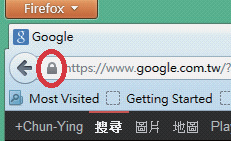 Firefox
Google
https://www.google.com.tw/?
Most Visited Getting Started
+Chun-Ying 搜尋 圖片 地圖 Play